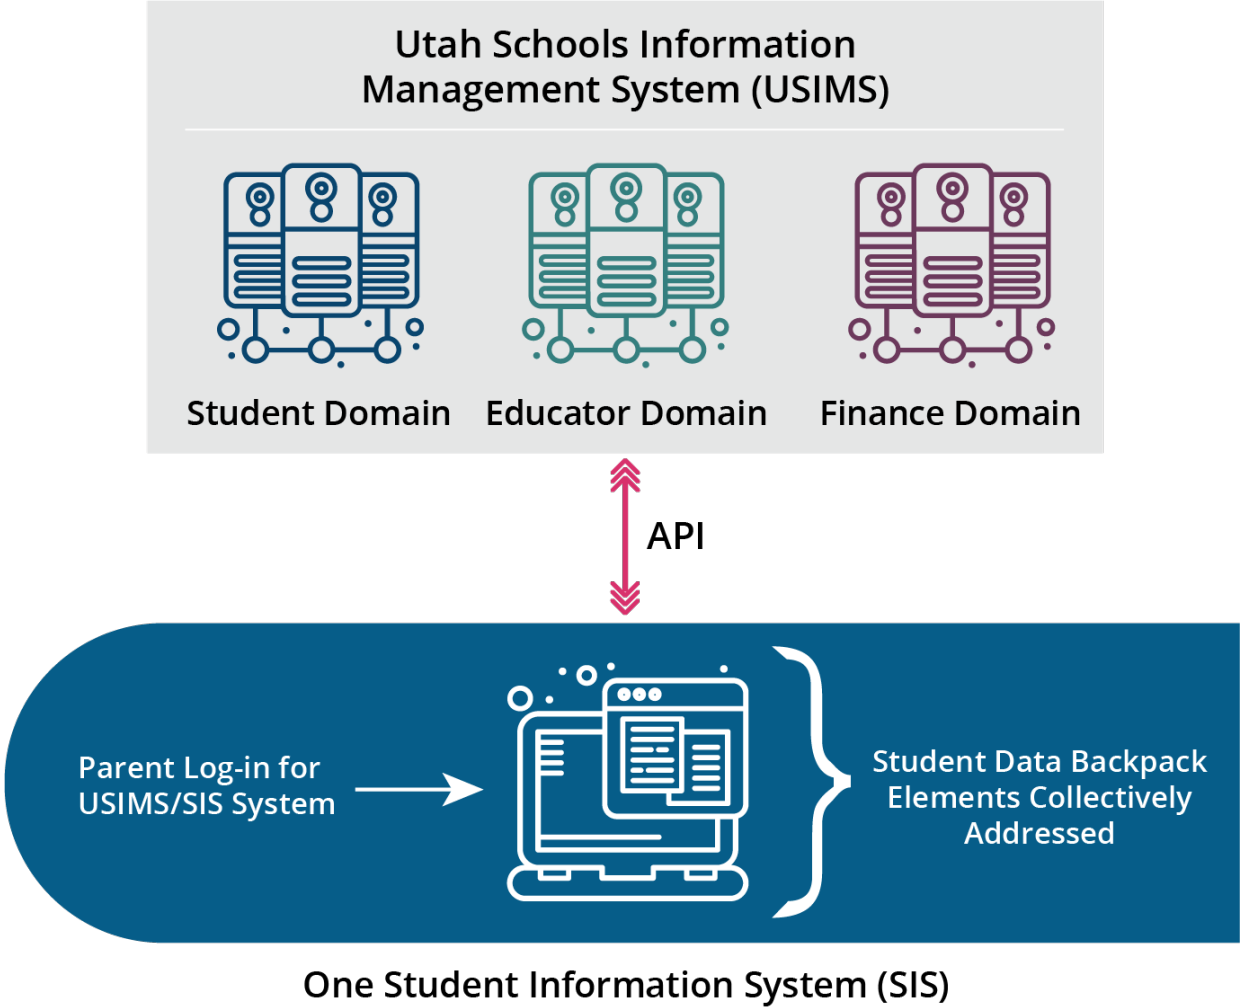 Utah Schools Information
Management System (USIMS)
Student Domain
Educator Domain
Finance Domain
API
Parent Log-in for
USIMS/SIS System
Student Data Backpack
Elements Collectively
Addressed
One Student Information System (SIS)